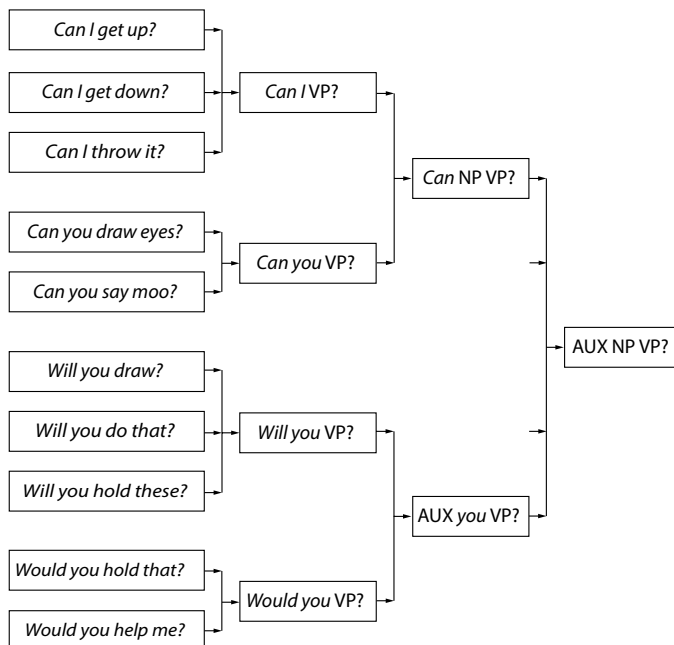 Can I get up?
Can I get down?
Can I throw it?
Can I VP?
Can you draw eyes?
Can you say moo?
Can you VP?
Can NP VP?
Will you draw?
Will you do that?
Will you hold these?
Will you VP?
Would you hold that?
Would you help me?
Would you VP?
AUX you VP?
AUX NP VP?